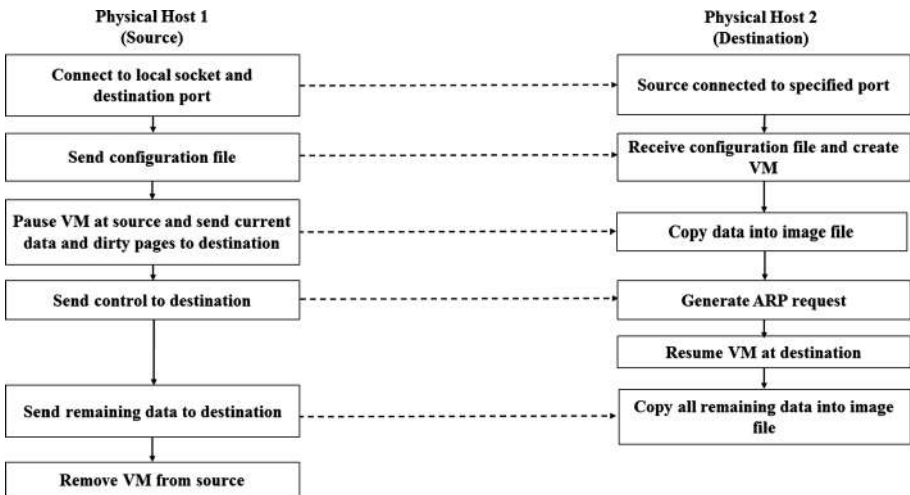 Physical Host 1
(Source)
Connect to local socket and
destination port
Send configuration file
Pause VM at source and send current
data and dirty pages to destination
Send control to destination
Send remaining data to destination
Remove VM from source
Physical Host 2
(Destination)
Source connected to specified port
Receive configuration file and create
VM
Copy data into image file
Generate ARP request
Resume VM at destination
Copy all remaining data into image
file